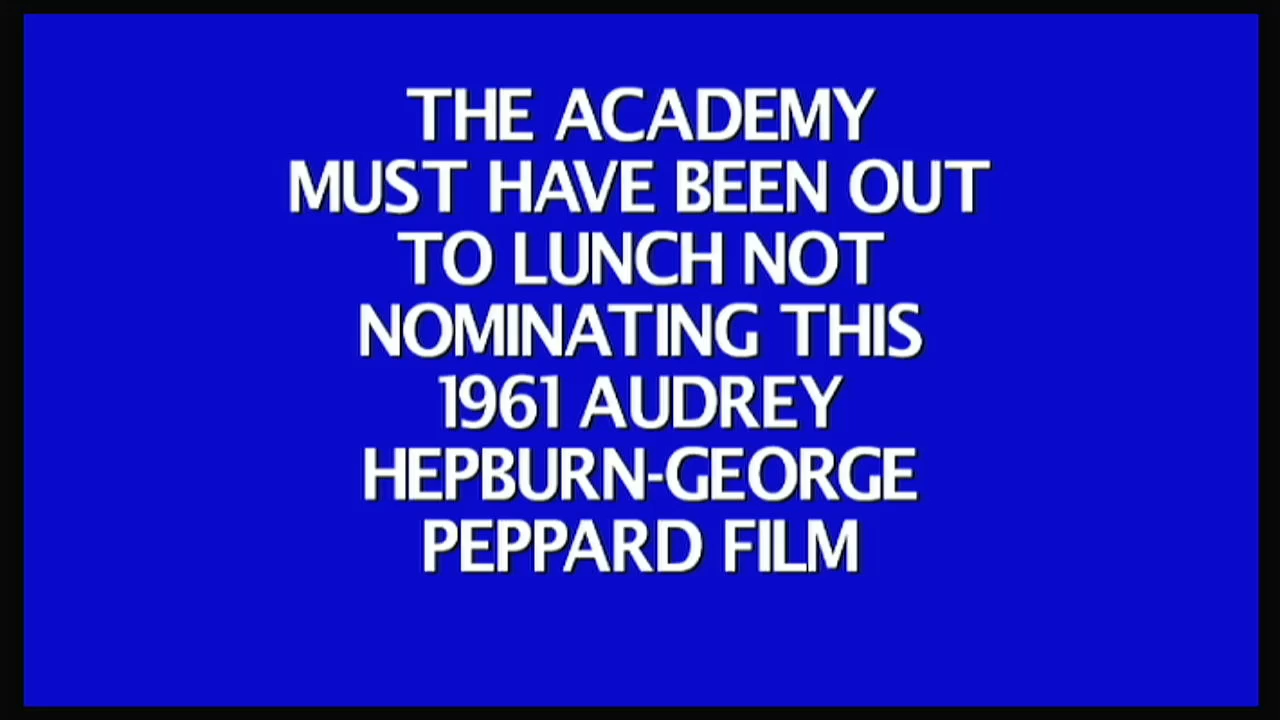 THE ACADEMY
MUST HAVE BEEN OUT
TO LUNCH NOT
NOMINATING THIS
1961 AUDREY
HEPBURN-GEORGE
PEPPARD FILM